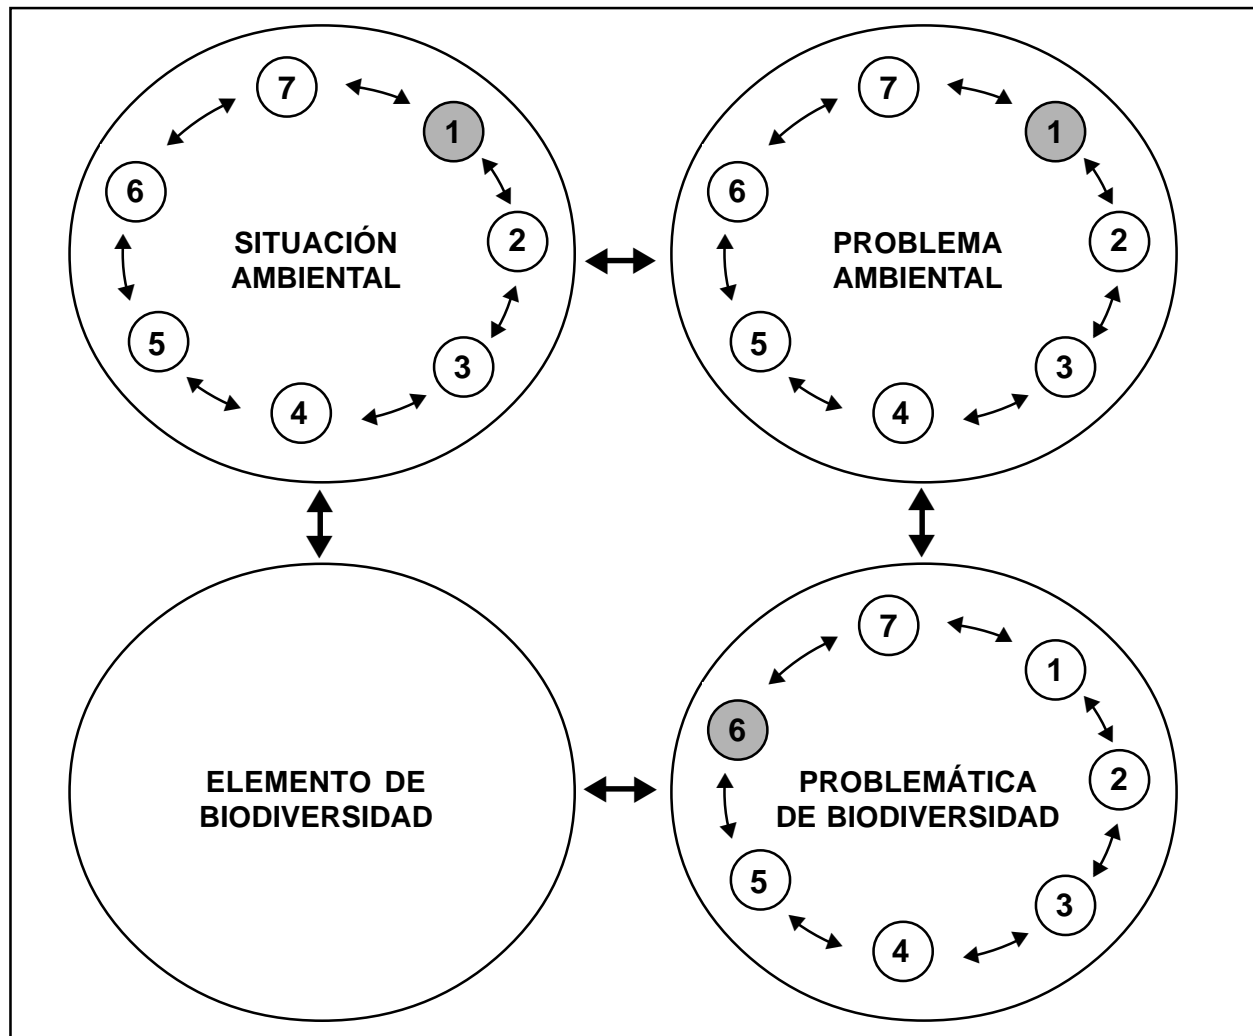 7
1
6
2
SITUACIÓN
AMBIENTAL
5
3
4
7
1
6
2
PROBLEMA
AMBIENTAL
5
3
4
ELEMENTO DE
BIODIVERSIDAD
7
1
6
2
PROBLEMÁTICA
DE BIODIVERSIDAD
5
3
4